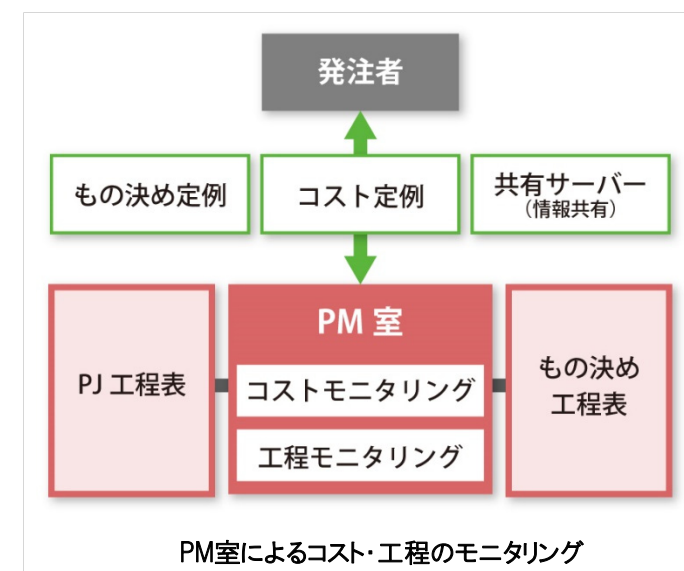 発注者
もの決め定例
コスト定例
共有サーバー
（情報共有）
PM 室
PJ 工程表
コストモニタリング
工程モニタリング
もの決め
工程表
PM室によるコスト・工程のモニタリング